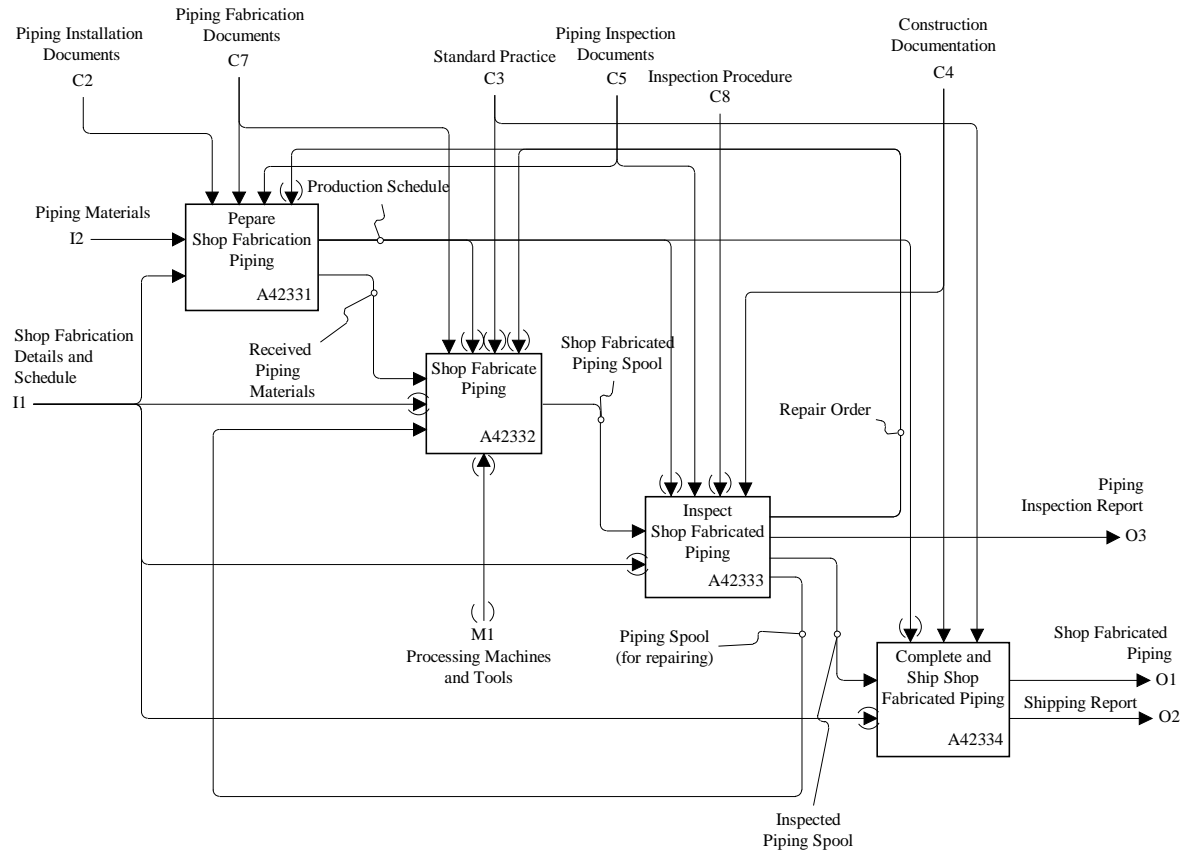 Piping Installation
Documents
C2
Piping Fabrication
Documents
C7
Standard Practice
C3
Piping Inspection
Documents
C5
Inspection Procedure
C8
Construction
Documentation
C4
Production Schedule
Piping Materials
I2
Pepare
Shop Fabrication
Piping
A42331
Shop Fabrication
Details and
Schedule
I1
Received
Piping
Materials
Shop Fabricate
Piping
A42332
Shop Fabricated
Piping Spool
Repair Order
Inspect
Shop Fabricated
Piping
A42333
Piping
Inspection Report
O3
M1
Processing Machines
and Tools
Piping Spool
(for repairing)
Complete and
Ship Shop
Fabricated Piping
A42334
Shop Fabricated
Piping
O1
Shipping Report
O2
Inspected
Piping Spool